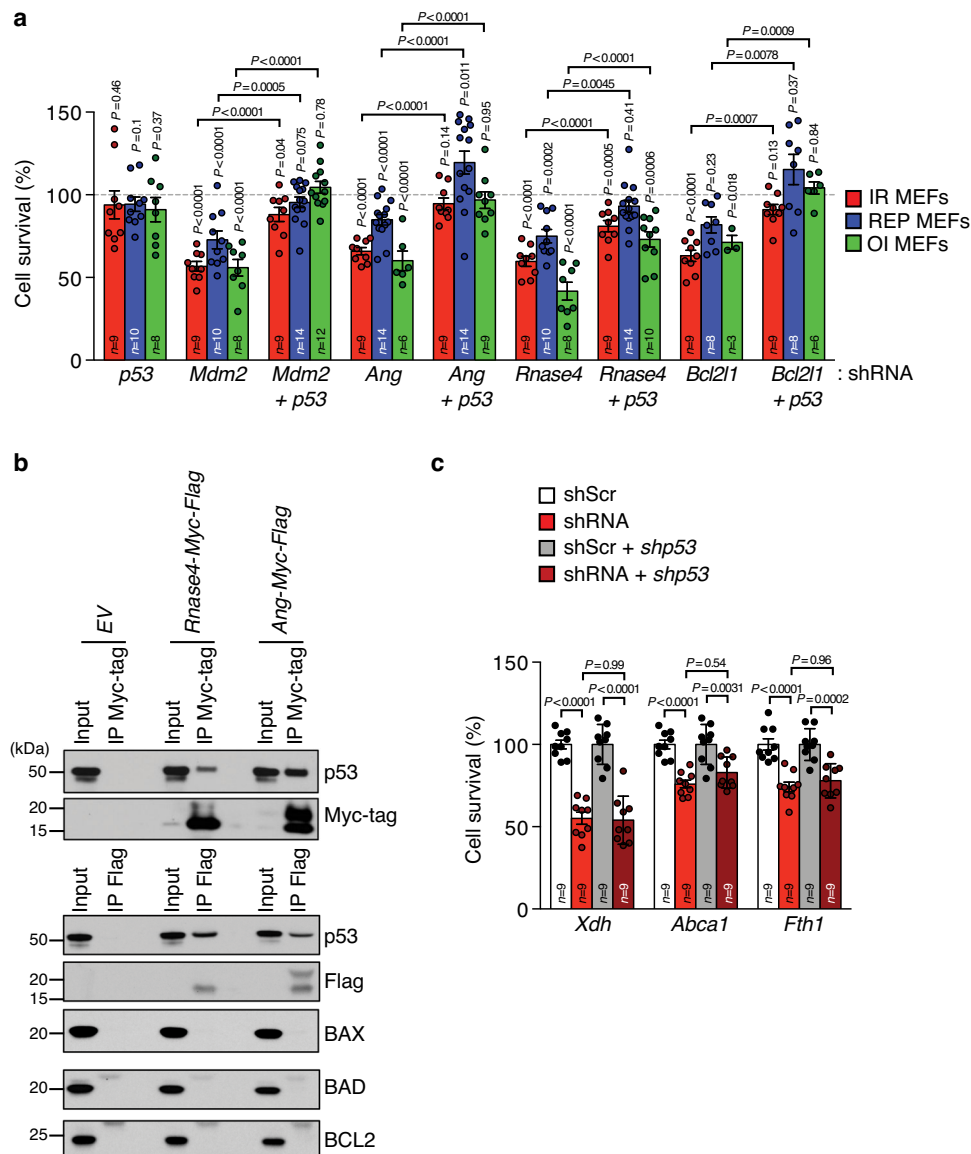 a
P<0.0001
P<0.0001
P=0.0009
P<0.0001
P<0.0001
P<0.0001
P=0.0078
P=0.0005
P=0.0045
P<0.0001
P<0.0001
P<0.0001
P=0.0007
Cell survival (%)
150
100
50
0
P=0.46
P=0.1
P=0.37
P<0.0001
P<0.0001
P<0.0001
P=0.04
P=0.075
P=0.78
P<0.0001
P<0.0001
P<0.0001
P=0.14
P=0.011
P=0.95
P<0.0001
P=0.0002
P<0.0001
P=0.0005
P=0.41
P=0.0006
P<0.0001
P=0.23
P=0.018
P=0.13
P=0.37
P=0.84
IR MEFs
REP MEFs
OI MEFs
n=9 n=10 n=8
n=9 n=10 n=8
n=9 n=14 n=12
n=9 n=14 n=6
n=9 n=14 n=9
n=9 n=10 n=8
n=9 n=14 n=10
n=9 n=8 n=3
n=9 n=8 n=6
p53 Mdm2 Mdm2 Ang Ang Rnase4 Rnase4 Bcl2l1 Bcl2l1 : shRNA
+ p53 + p53 + p53 + p53
b
EV
Rnase4-Myc-Flag
Ang-Myc-Flag
Input IP Myc-tag Input IP Myc-tag Input IP Myc-tag
(kDa)
50 p53
20
15
Myc-tag
Input IP Flag Input IP Flag Input IP Flag
50 p53
20
15
Flag
20 BAX
20 BAD
25 BCL2
c
shScr
shRNA
shScr + shp53
shRNA + shp53
Cell survival (%)
150
100
50
0
P=0.99
P<0.0001
P<0.0001
P=0.54
P<0.0001
P=0.0031
P=0.96
P<0.0001
P=0.0002
n=9 n=9 n=9 n=9
n=9 n=9 n=9 n=9
n=9 n=9 n=9 n=9
Xdh Abca1 Fth1